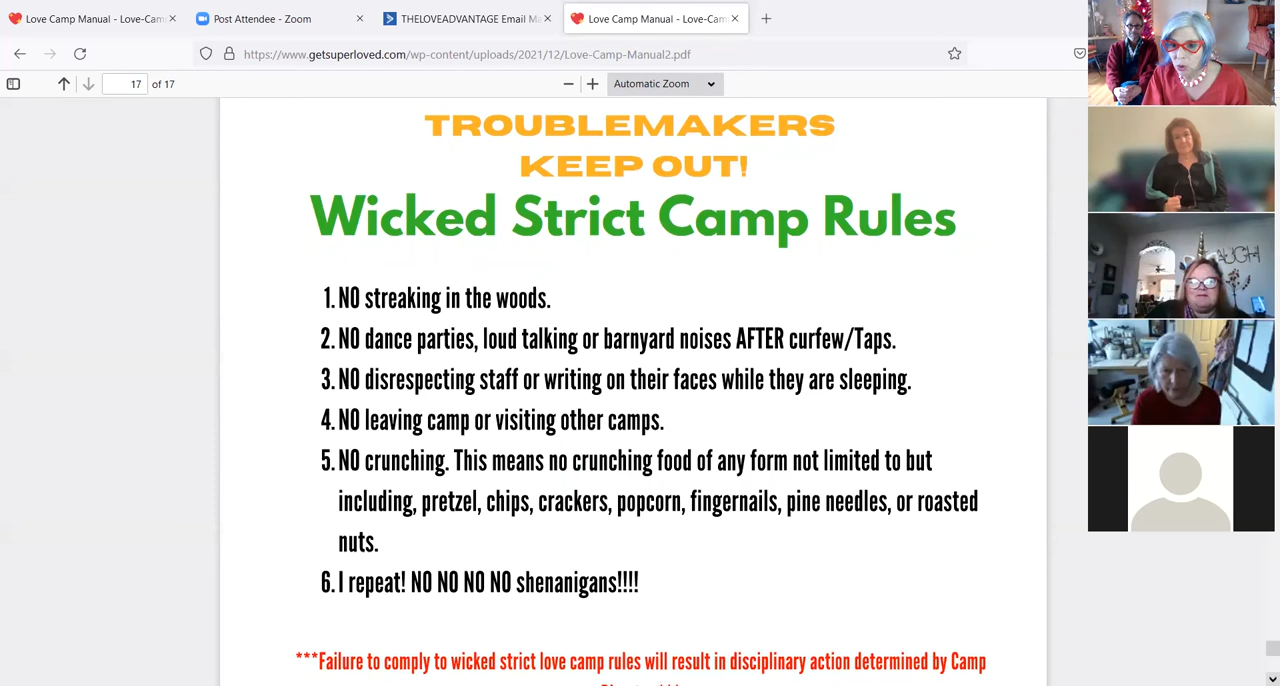 Love Camp Manual - Love-Cam
Post Attendee - Zoom
THELOVEADVANTAGE Email Ma
Love Camp Manual - Love-Cam
https://www.getsuperloved.com/wp-content/uploads/2021/12/Love-Camp-Manual2.pdf
17 of 17
Automatic Zoom
TROUBLEMAKERS
KEEP OUT!
Wicked Strict Camp Rules
1. NO streaking in the woods.
2. NO dance parties, loud talking or barnyard noises AFTER curfew/Taps.
3. NO disrespecting staff or writing on their faces while they are sleeping.
4. NO leaving camp or visiting other camps.
5. NO crunching. This means no crunching food of any form not limited to but
including, pretzel, chips, crackers, popcorn, fingernails, pine needles, or roasted
nuts.
6. I repeat! NO NO NO NO shenanigans!!!!
***Failure to comply to wicked strict love camp rules will result in disciplinary action determined by Camp
AUGH